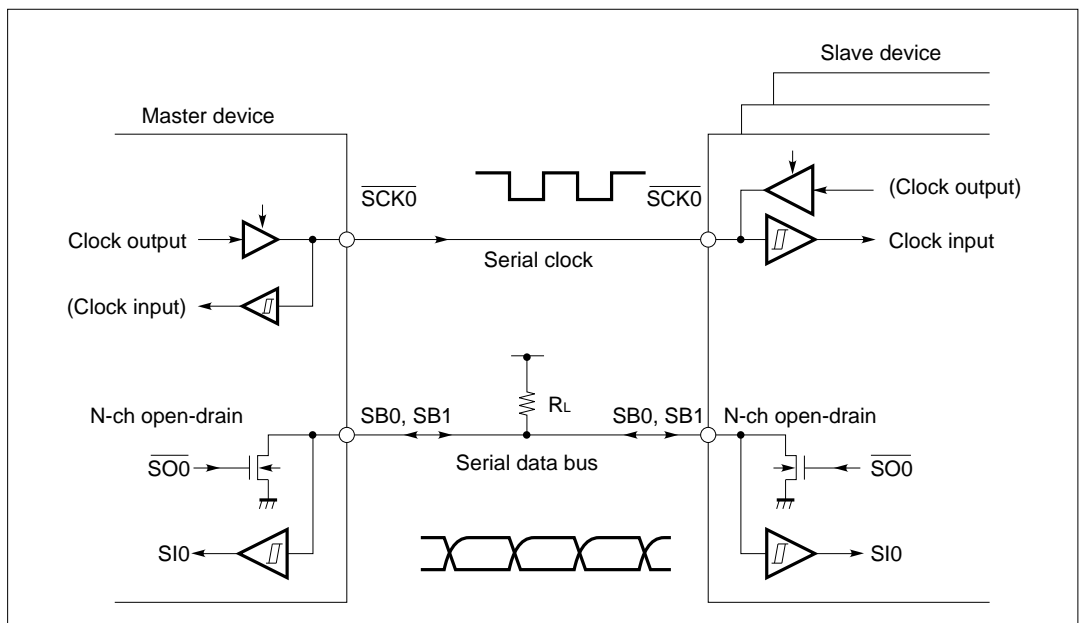 Slave device
Master device
(Clock output)
SCK0
SCK0
Clock output
Clock input
Serial clock
(Clock input)
RL
N-ch open-drain
SB0, SB1
SB0, SB1
N-ch open-drain
SO0
Serial data bus
SO0
SI0
SI0